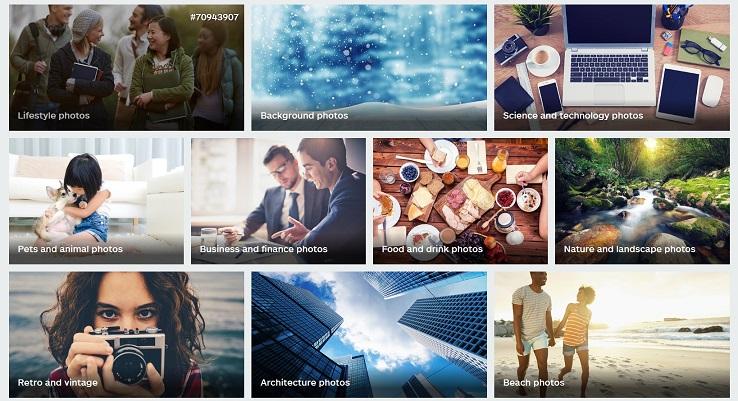 #70943907
Lifestyle photos
Background photos
Science and technology photos
Pets and animal photos
Business and finance photos
Food and drink photos
Nature and landscape photos
Retro and vintage
Architecture photos
Beach photos